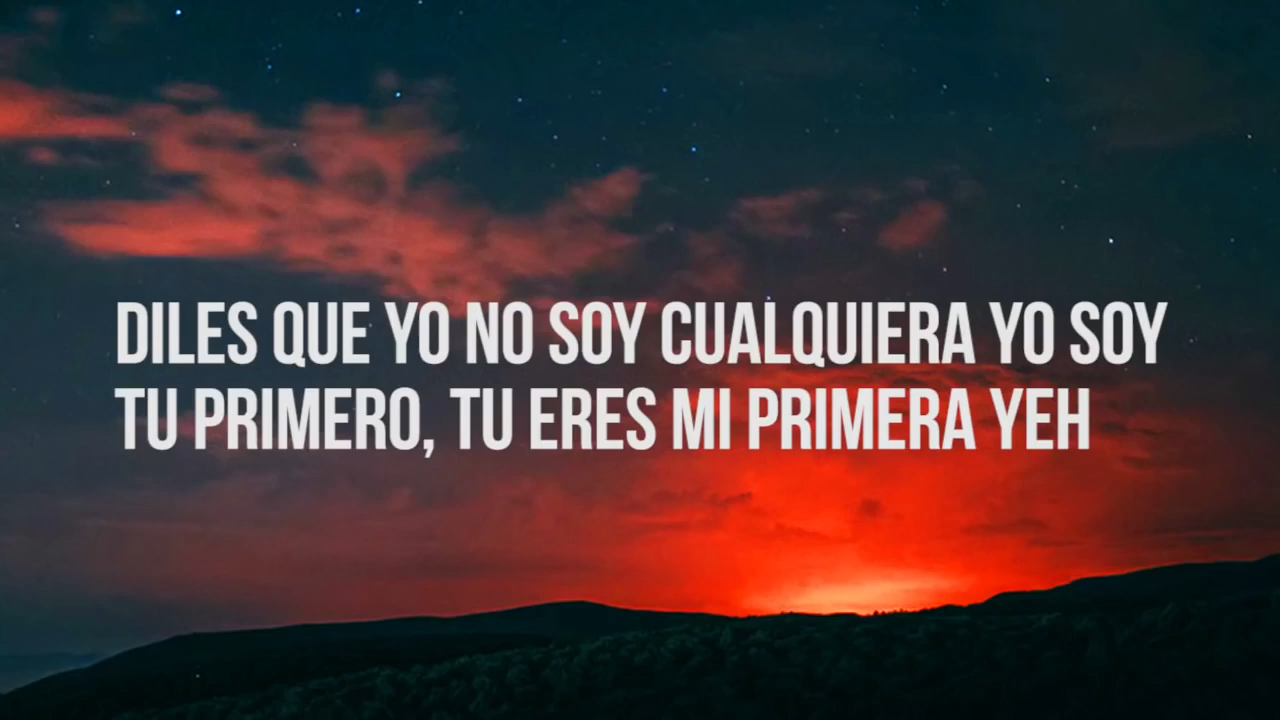 DILES QUE YO NO SOY CUALQUIERA YO SOY
TU PRIMERO, TU ERES MI PRIMERA YEH